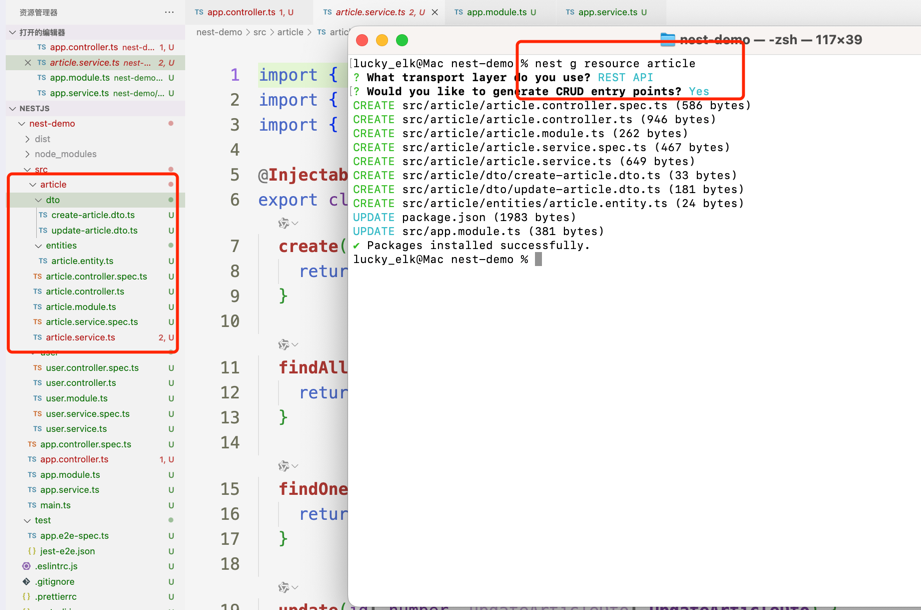 资源管理器
打开的编辑器
TS app.controller.ts nest-d... 1, U
TS article.service.ts nest-... 2, U
TS app.module.ts nest-demo... U
TS app.service.ts nest-demo/... U
NESTJS
nest-demo
dist
node_modules
src
article
dto
TS create-article.dto.ts U
TS update-article.dto.ts U
entities
TS article.entity.ts U
TS article.controller.spec.ts U
TS article.controller.ts U
TS article.module.ts U
TS article.service.spec.ts U
TS article.service.ts 2, U
user
TS user.controller.spec.ts U
TS user.controller.ts U
TS user.module.ts U
TS user.service.spec.ts U
TS user.service.ts U
TS app.controller.spec.ts U
TS app.controller.ts 1, U
TS app.module.ts U
TS app.service.ts U
TS main.ts U
test
TS app.e2e-spec.ts U
{} jest-e2e.json U
.eslintrc.js U
.gitignore U
{} .prettierrc U
TS app.controller.ts 1, U
TS article.service.ts 2, U
TS app.module.ts U
TS app.service.ts U
nest-demo > src > article > TS artic
1 import {
2 import {
3 import {
4
5 @Injectab
6 export cl
7 create(
8 retur
9 }
10
11 findAll
12 retur
13 }
14
15 findOne
16 retur
17 }
18
19 update(id: number, updateArticleDto: UpdateArticleDto) {
nest-demo — -zsh — 117×39
[lucky_elk@Mac nest-demo % nest g resource article
? What transport layer do you use? REST API
[? Would you like to generate CRUD entry points? Yes
CREATE src/article/article.controller.spec.ts (586 bytes)
CREATE src/article/article.controller.ts (946 bytes)
CREATE src/article/article.module.ts (262 bytes)
CREATE src/article/article.service.spec.ts (467 bytes)
CREATE src/article/article.service.ts (649 bytes)
CREATE src/article/dto/create-article.dto.ts (33 bytes)
CREATE src/article/dto/update-article.dto.ts (181 bytes)
CREATE src/article/entities/article.entity.ts (24 bytes)
UPDATE package.json (1983 bytes)
UPDATE src/app.module.ts (381 bytes)
✔ Packages installed successfully.
lucky_elk@Mac nest-demo %